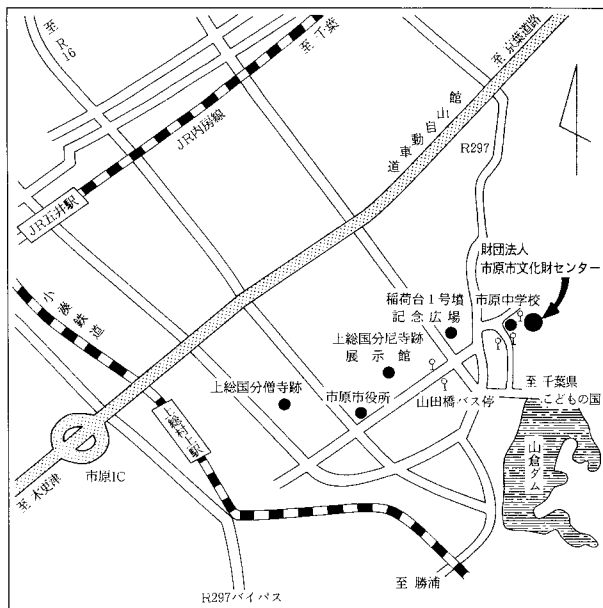 至
R
16
至千葉
至京葉道路
JR内房線
館山自動車道
R297
JR五井駅
財団法人
市原市文化財センター
小湊鉄道
稲荷台1号墳
記念広場
市原中学校
上総国分尼寺跡
展示館
上総国分僧寺跡
市原市役所
山田橋バス停
至 千葉県
こどもの国
上総村上駅
山倉ダム
市原IC
至木更津
至 勝浦
R297バイパス